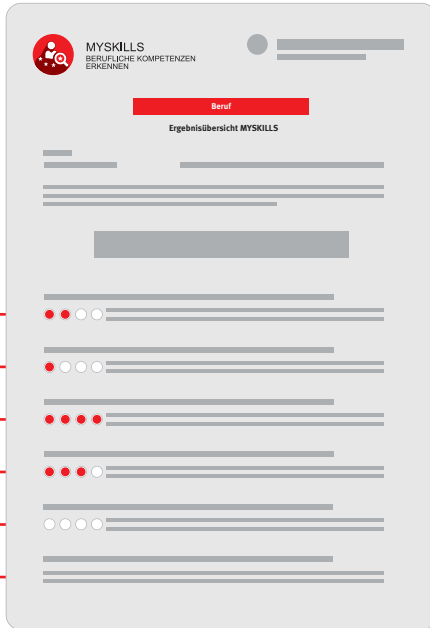 MYSKILLS
BERUFLICHE KOMPETENZEN
ERKENNEN
Beruf
Ergebnisübersicht MYSKILLS